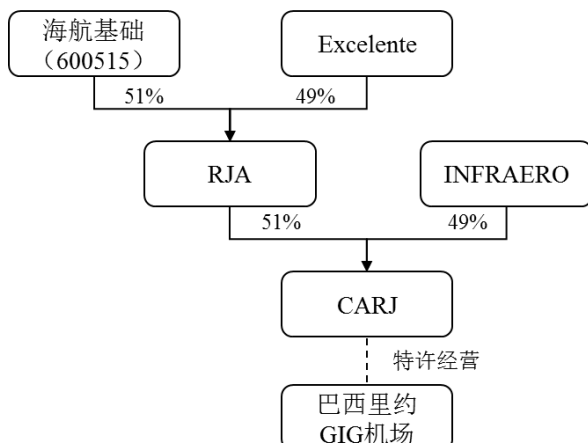 海航基础
（600515）
Excelente
51%
49%
RJA
INFRAERO
51%
49%
CARJ
特许经营
巴西里约
GIG机场